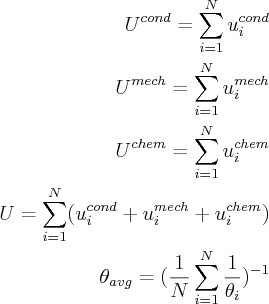 U^{cond} = \sum_{i=1}^{N} u_i^{cond}
U^{mech} = \sum_{i=1}^{N} u_i^{mech}
U^{chem} = \sum_{i=1}^{N} u_i^{chem}
U = \sum_{i=1}^{N} (u_i^{cond} + u_i^{mech} + u_i^{chem})
\theta_{avg} = (\frac{1}{N} \sum_{i=1}^{N} \frac{1}{\theta_i})^{-1}